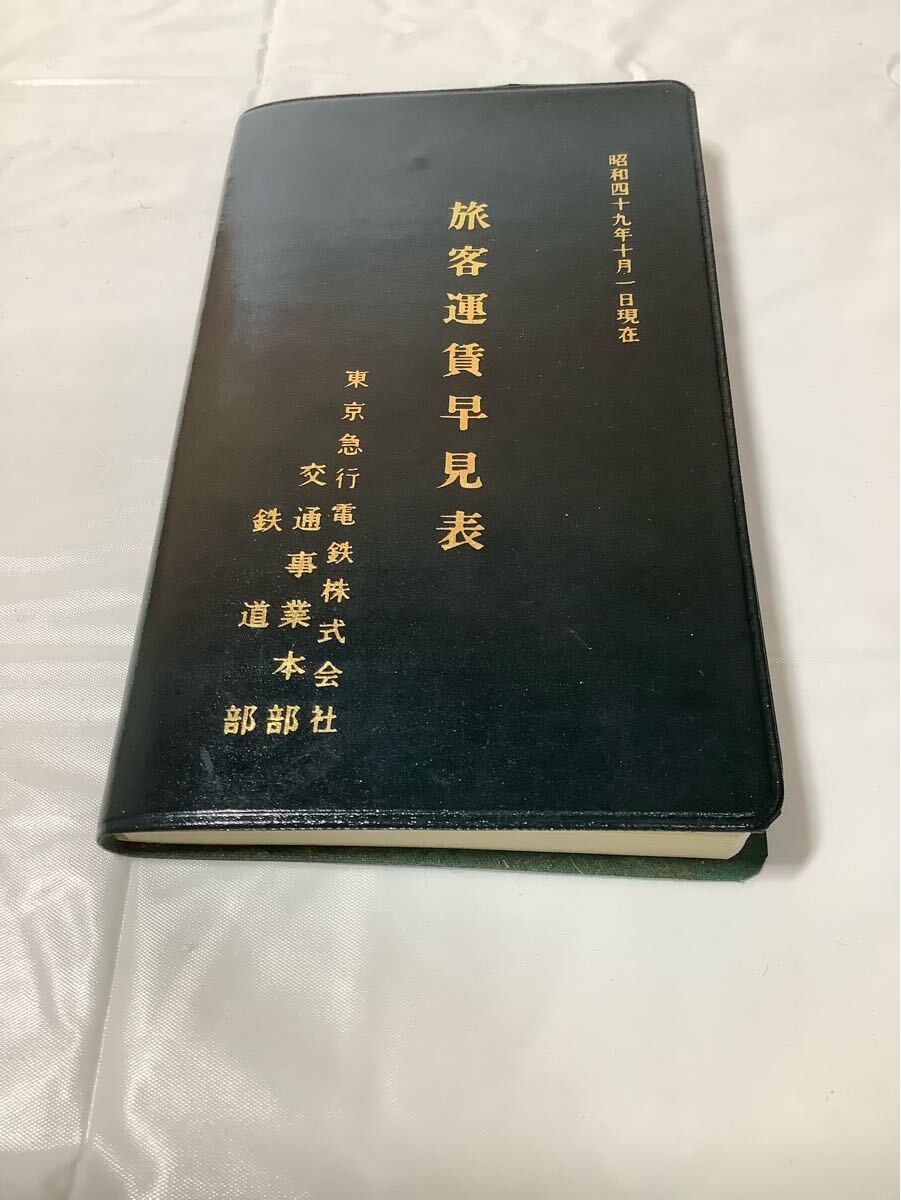 昭和四十九年十月一日現在
旅客運賃早見表
東京急行電鉄株式会社
交通事業本部
鉄道部